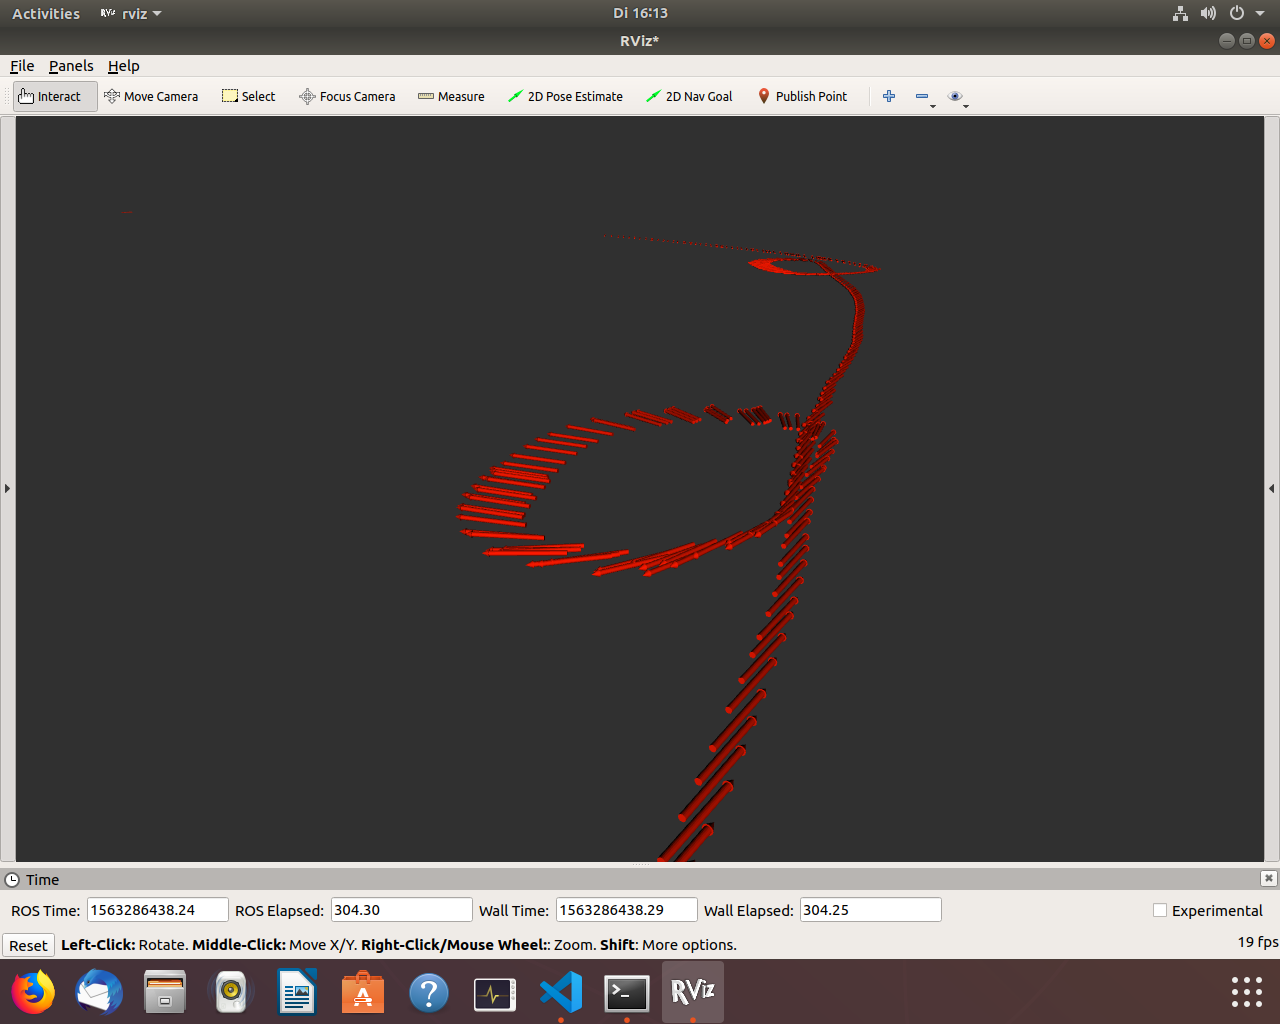 Activities RViz rviz Di 16:13
RViz*
File Panels Help
Interact Move Camera Select Focus Camera Measure 2D Pose Estimate 2D Nav Goal Publish Point
Time
ROS Time: 1563286438.24 ROS Elapsed: 304.30 Wall Time: 1563286438.29 Wall Elapsed: 304.25 Experimental
Reset Left-Click: Rotate. Middle-Click: Move X/Y. Right-Click/Mouse Wheel:: Zoom. Shift: More options. 19 fps
RViz